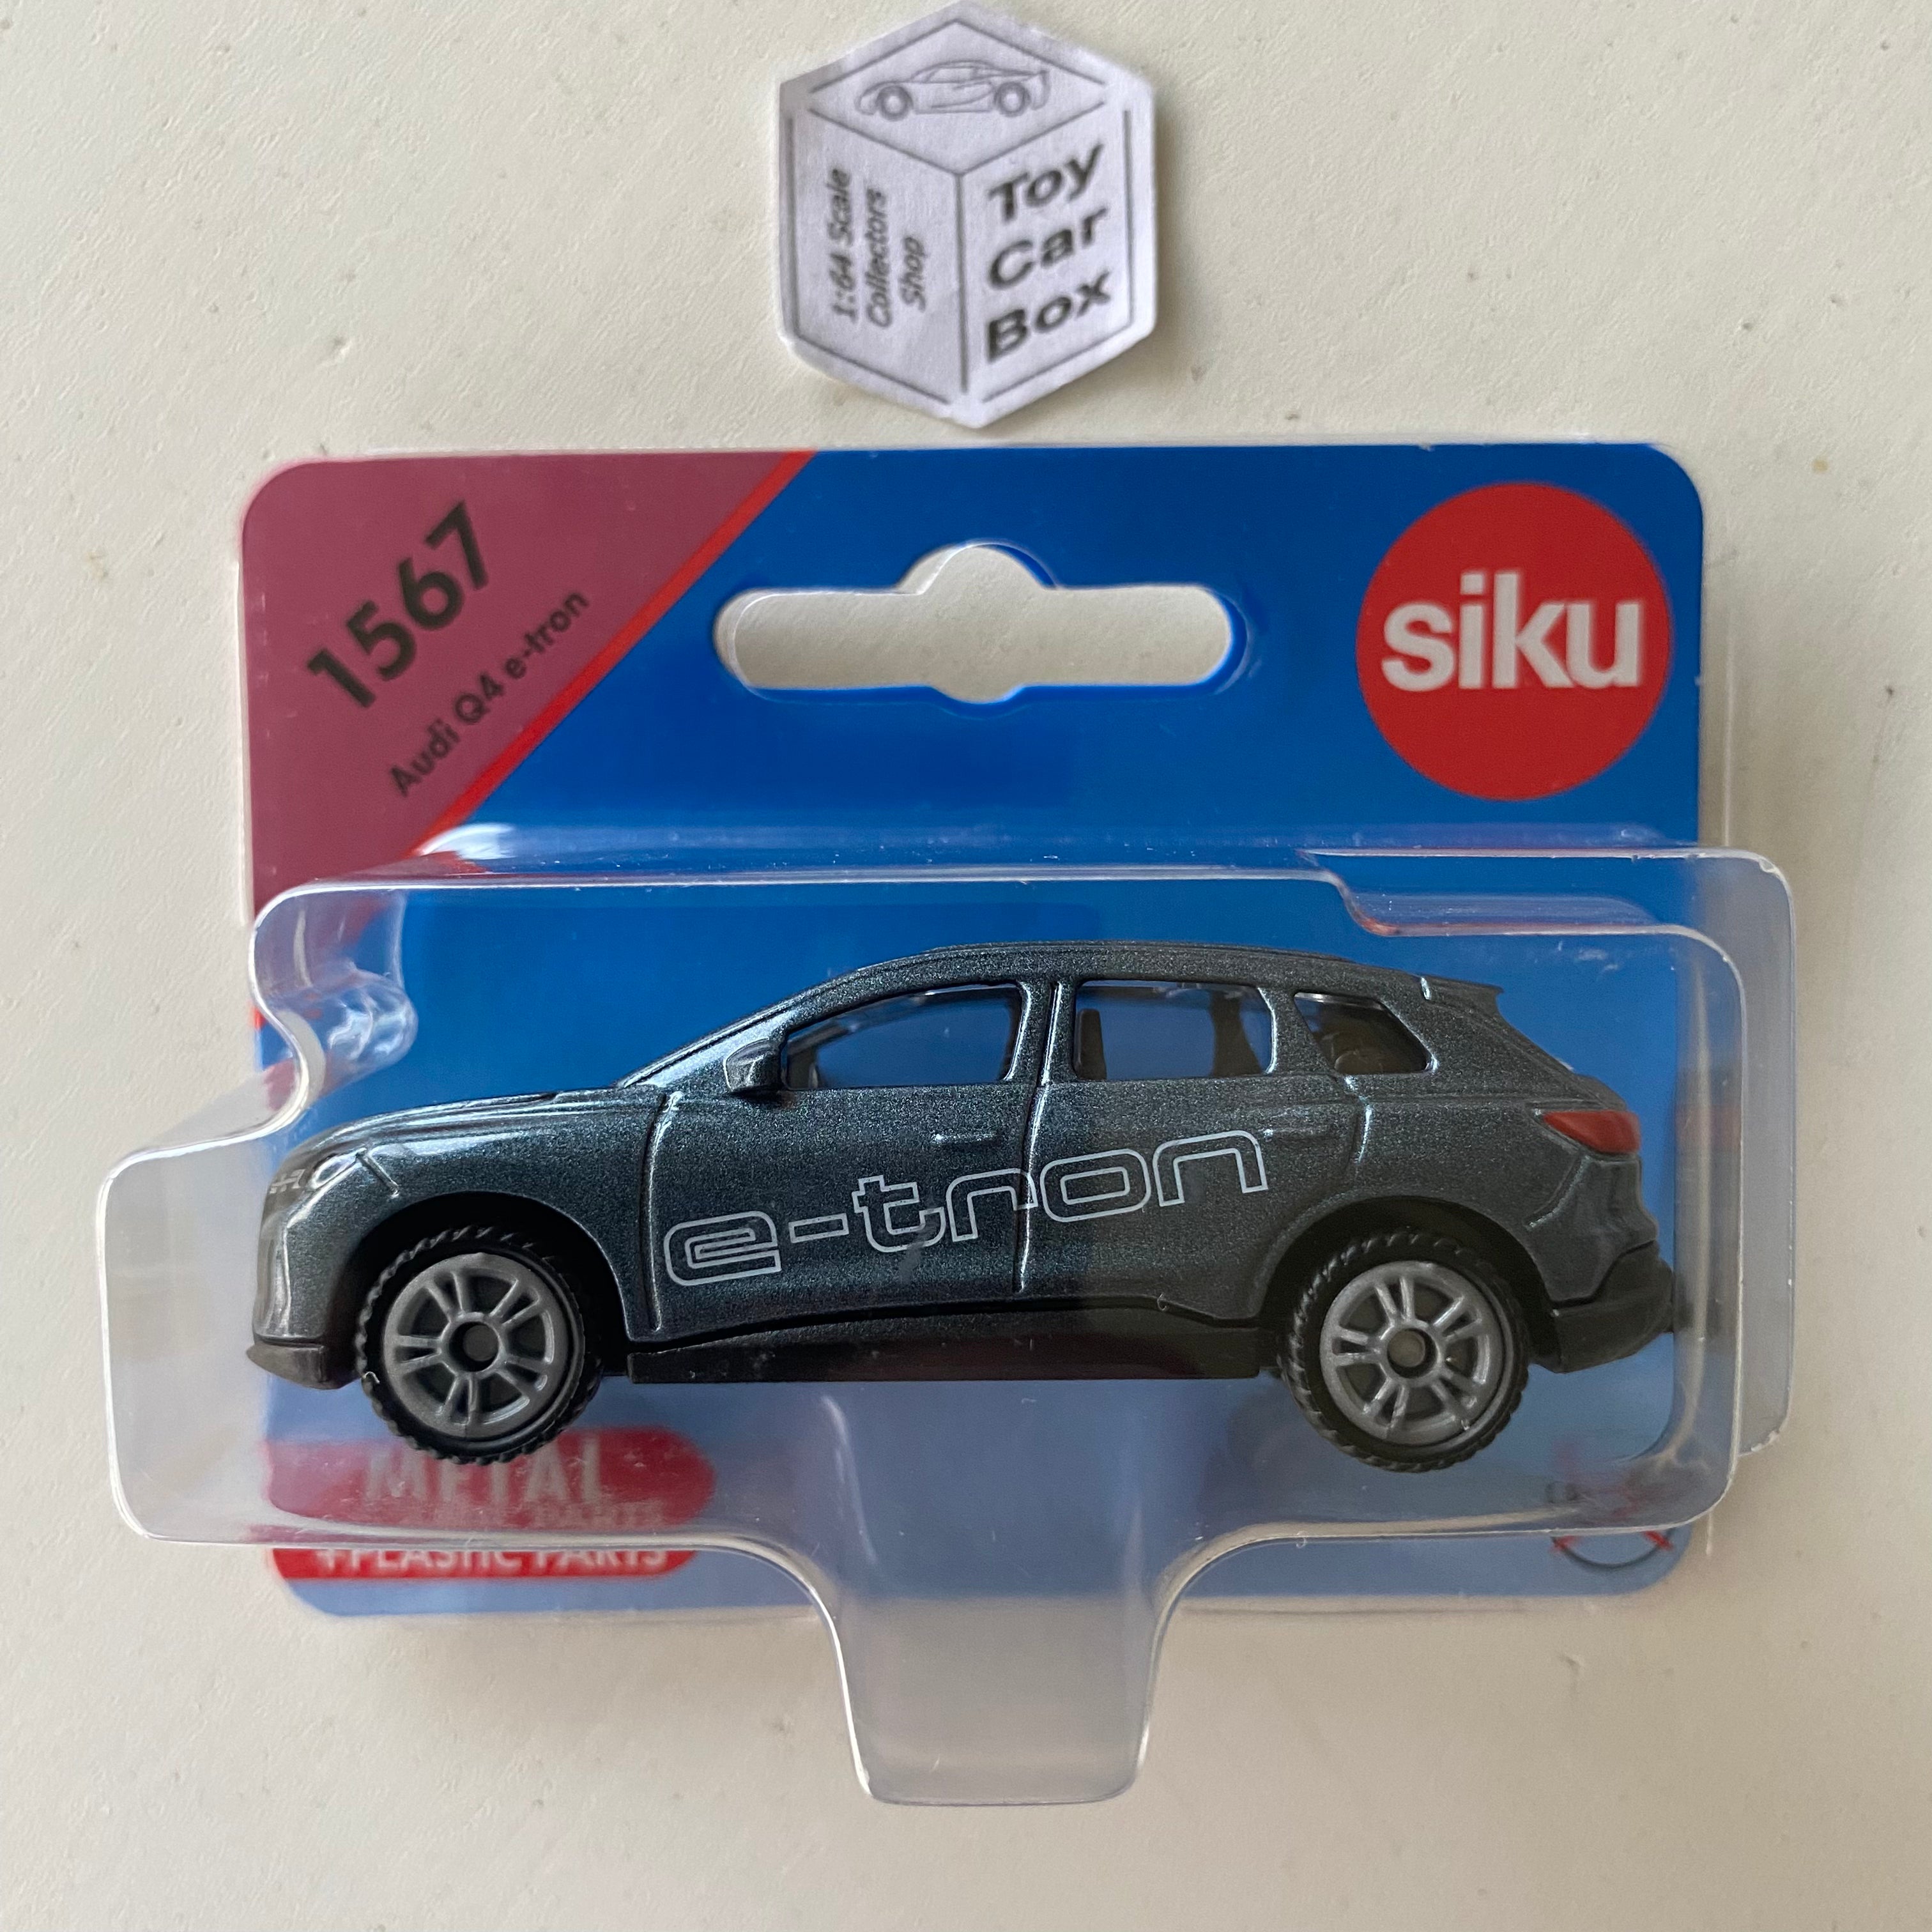 1:64 Scale
Collectors
Shop
Toy
Car
Box
1567
Audi Q4 e-tron
siku
e-tron
METAL
+PLASTIC PARTS